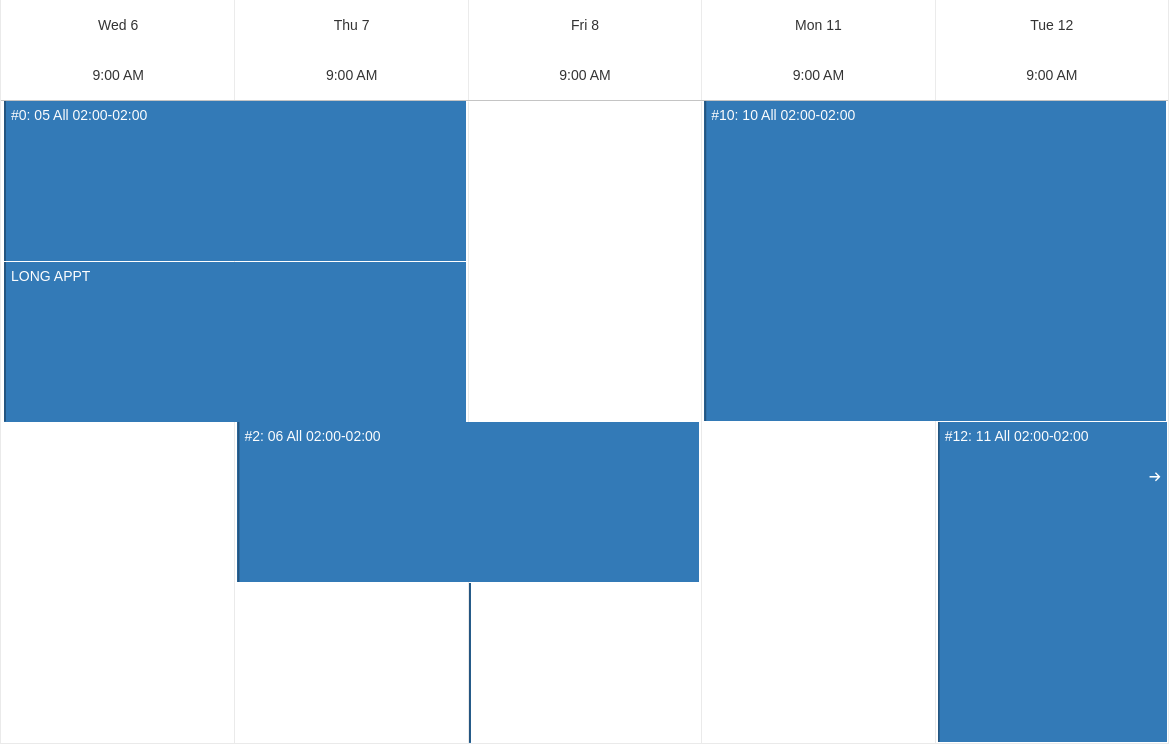 Wed 6
Thu 7
Fri 8
Mon 11
Tue 12
9:00 AM
9:00 AM
9:00 AM
9:00 AM
9:00 AM
#0: 05 All 02:00-02:00
#10: 10 All 02:00-02:00
LONG APPT
#2: 06 All 02:00-02:00
#12: 11 All 02:00-02:00